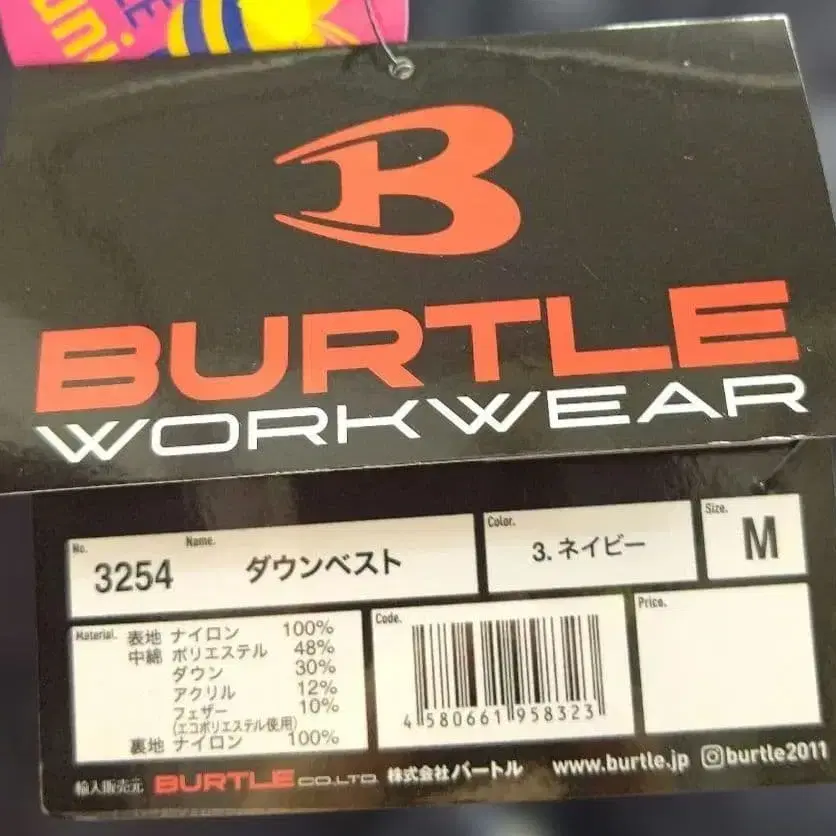 BURTLE
WORKWEAR
No. 3254 Name. ダウンベスト
Color. 3. ネイビー
Size. M
Material. 表地 ナイロン 100%
中綿 ポリエステル 48%
ダウン 30%
アクリル 12%
フェザー 10%
(エコポリエステル使用)
裏地 ナイロン 100%
Code.
4 580661 958323
Price.
輸入販売元 BURTLE CO.LTD. 株式会社バートル www.burtle.jp burtle2011